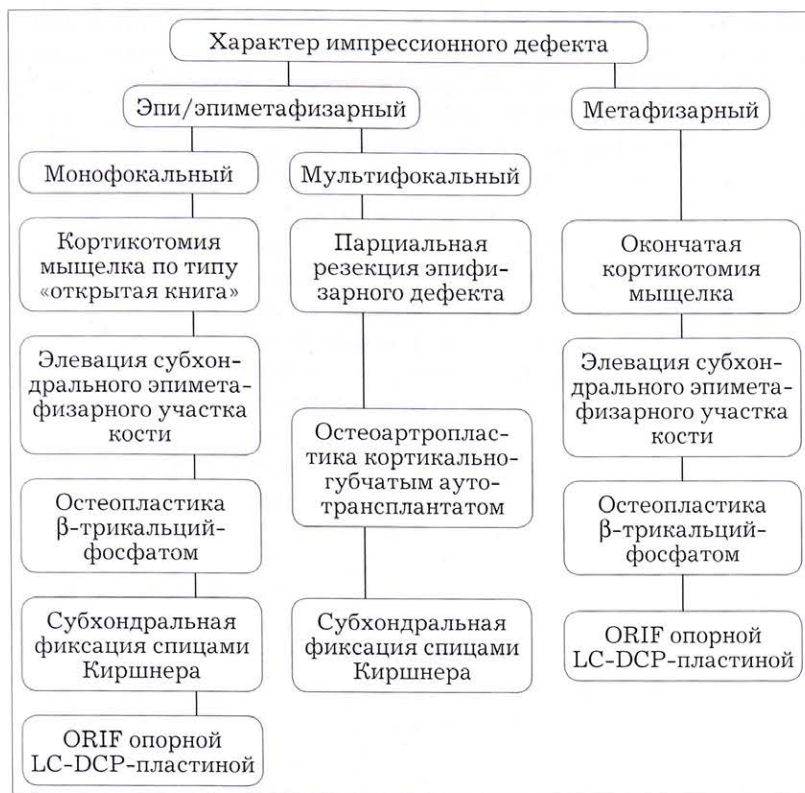 Характер импрессионного дефекта
Эпи/эпиметафизарный
Метафизарный
Монофокальный
Мультифокальный
Кортикотомия
мыщелка по типу
«открытая книга»
Парциальная
резекция эпифи-
зарного дефекта
Окончатая
кортикотомия
мыщелка
Элевация субхон-
дрального эпимета-
физарного участка
кости
Остеоартроплас-
тика кортикально-
губчатым ауто-
трансплантатом
Элевация субхон-
дрального эпимета-
физарного участка
кости
Остеопластика
β-трикальций-
фосфатом
Остеопластика
β-трикальций-
фосфатом
Субхондральная
фиксация спицами
Киршнера
Субхондральная
фиксация спицами
Киршнера
ORIF опорной
LC-DCP-пластиной
ORIF опорной
LC-DCP-пластиной